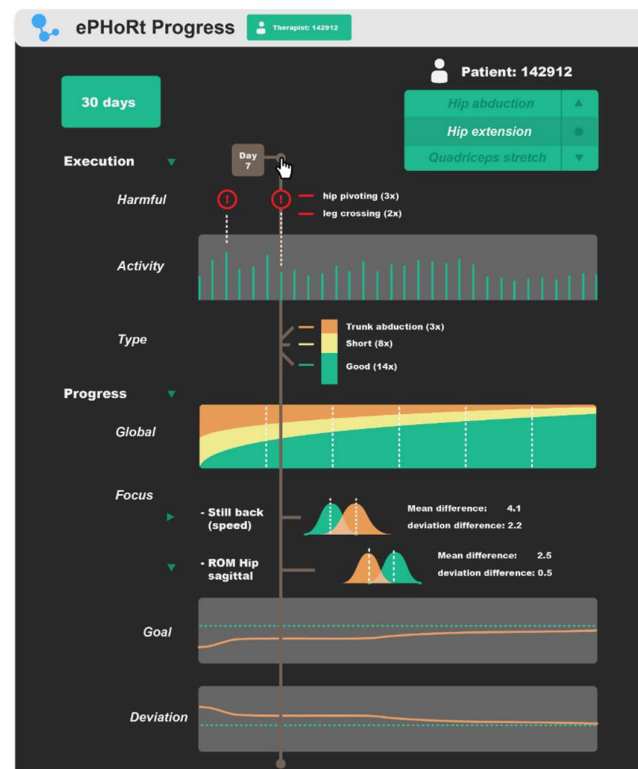 ePHoRt Progress
Therapist: 142912
Patient: 142912
30 days
Hip abduction
Hip extension
Quadriceps stretch
Execution
Day
7
Harmful
!
!
hip pivoting (3x)
leg crossing (2x)
Activity
Type
Trunk abduction (3x)
Short (8x)
Good (14x)
Progress
Global
Focus
- Still back
(speed)
Mean difference: 4.1
deviation difference: 2.2
- ROM Hip
sagittal
Mean difference: 2.5
deviation difference: 0.5
Goal
Deviation